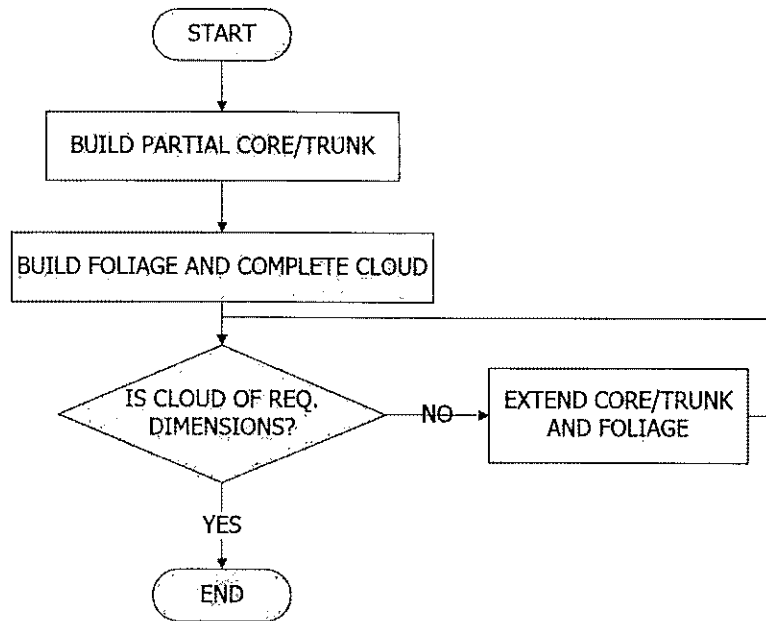 START
BUILD PARTIAL CORE/TRUNK
BUILD FOLIAGE AND COMPLETE CLOUD
IS CLOUD OF REQ.
DIMENSIONS?
NO
EXTEND CORE/TRUNK
AND FOLIAGE
YES
END